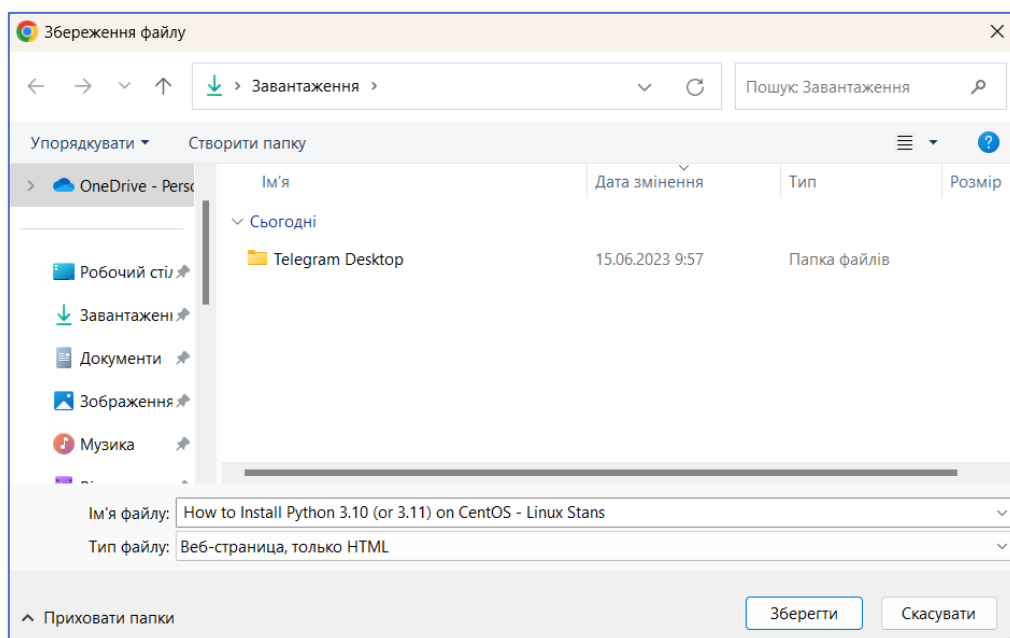 Збереження файлу
Завантаження
Пошук: Завантаження
Упорядкувати Створити папку
OneDrive - Perso
Ім'я Дата змінення Тип Розмір
Сьогодні
Telegram Desktop 15.06.2023 9:57 Папка файлів
Робочий стіл
Завантажень
Документи
Зображення
Музика
Ім'я файлу: How to Install Python 3.10 (or 3.11) on CentOS - Linux Stans
Тип файлу: Веб-страница, только HTML
Приховати папки Зберегти Скасувати